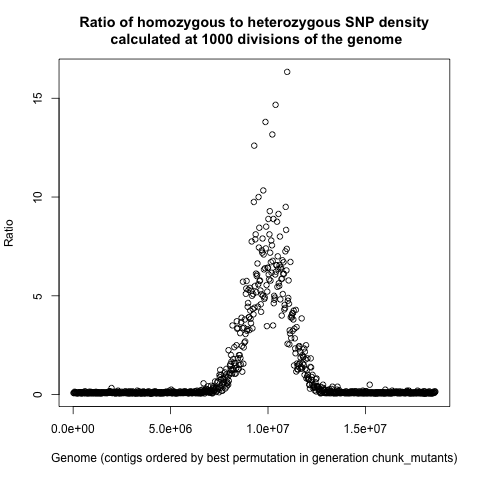 Ratio of homozygous to heterozygous SNP density
calculated at 1000 divisions of the genome
Ratio
15
10
5
0
0.0e+00 5.0e+06 1.0e+07 1.5e+07
Genome (contigs ordered by best permutation in generation chunk_mutants)